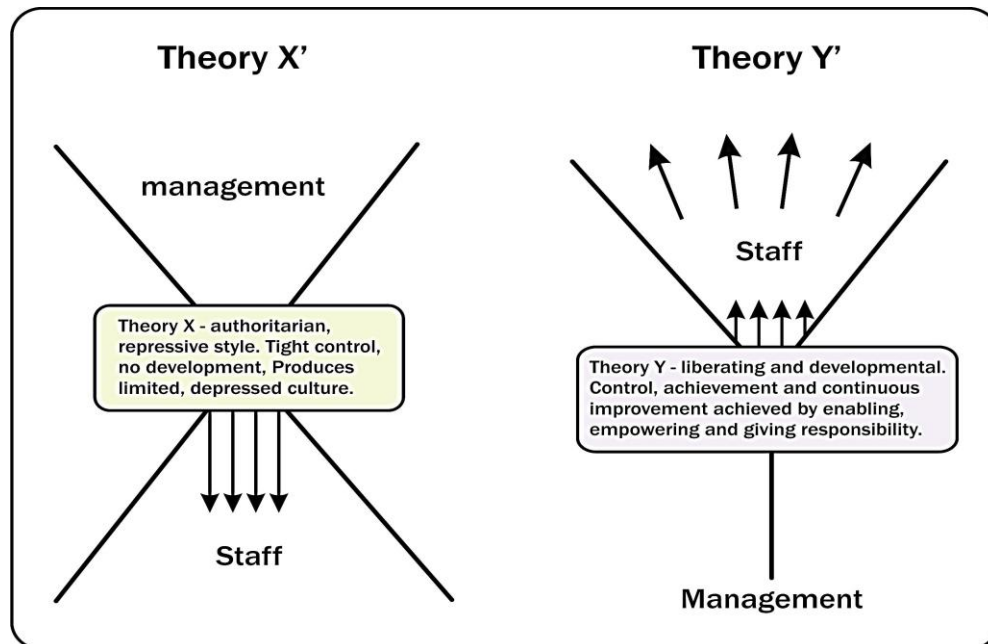 Theory X'
management
Theory X - authoritarian,
repressive style. Tight control,
no development, Produces
limited, depressed culture.
Staff
Theory Y'
Staff
Theory Y - liberating and developmental.
Control, achievement and continuous
improvement achieved by enabling,
empowering and giving responsibility.
Management